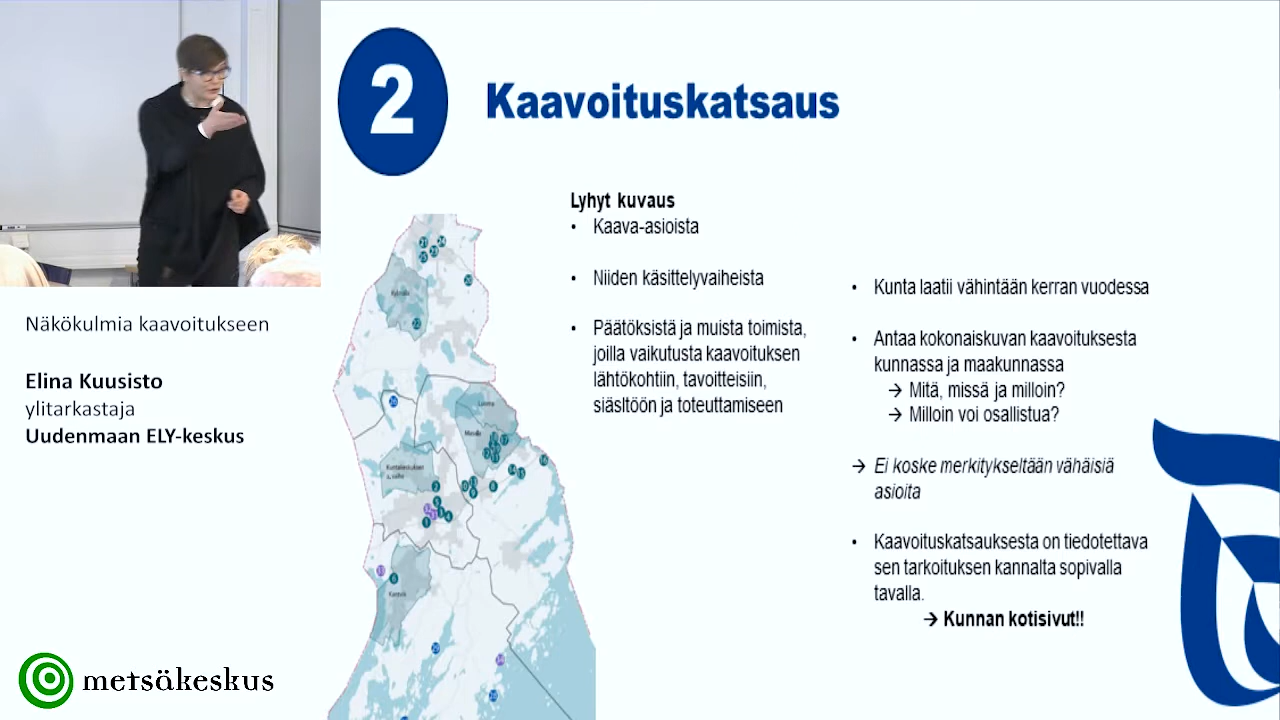 2
Kaavoituskatsaus
Lyhyt kuvaus
• Kaava-asioista
• Niiden käsittelyvaiheista
• Päätöksistä ja muista toimista,
joilla vaikutusta kaavoituksen
lähtökohtiin, tavoitteisiin,
siäsltöön ja toteuttamiseen
• Kunta laatii vähintään kerran vuodessa
• Antaa kokonaiskuvan kaavoituksesta
kunnassa ja maakunnassa
→ Mitä, missä ja milloin?
→ Milloin voi osallistua?
→ Ei koske merkitykseltään vähäisiä
asioita
• Kaavoituskatsauksesta on tiedotettava
sen tarkoituksen kannalta sopivalla
tavalla.
→ Kunnan kotisivut!!
Näkökulmia kaavoitukseen
Elina Kuusisto
ylitarkastaja
Uudenmaan ELY-keskus
metsäkeskus